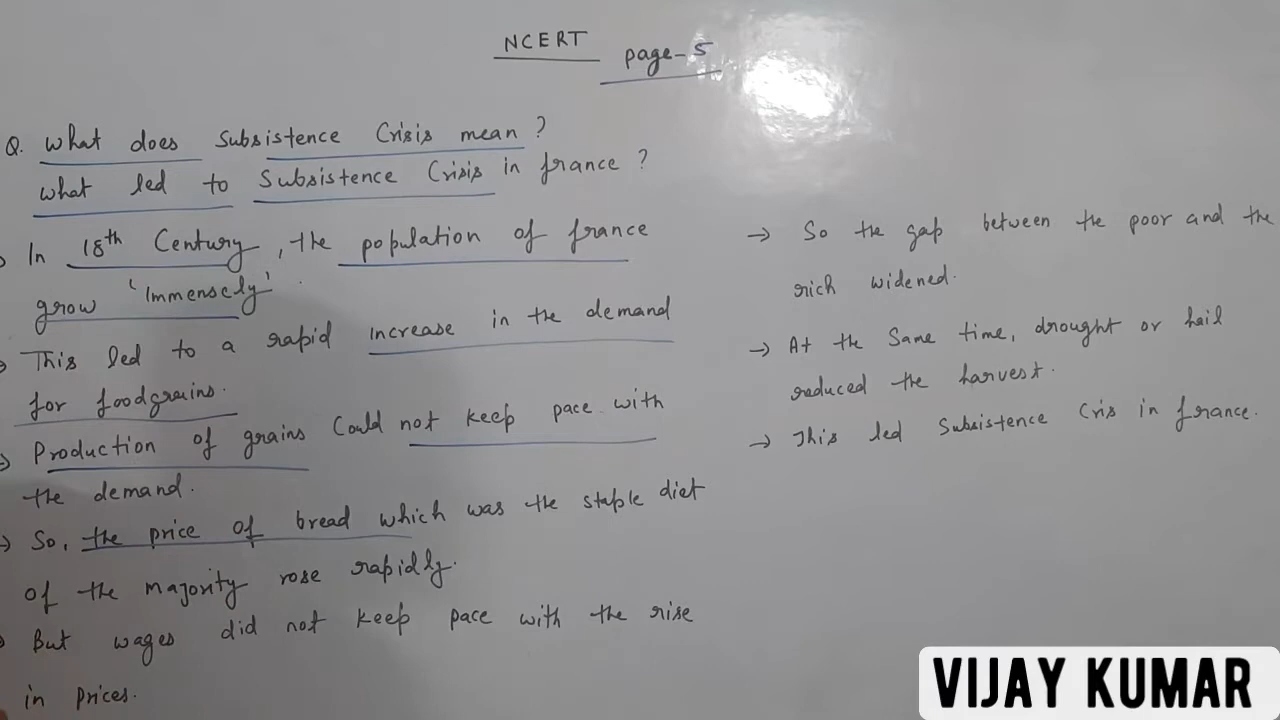 NCERT page-5
Q. What does Subsistence Crisis mean?
what led to Subsistence Crisis in france?
In 18th Century, the population of france
grow 'Immensely'.
This led to a rapid increase in the demand
for foodgrains.
→ Production of grains Could not keep pace with
the demand.
→ So, the price of bread which was the staple diet
of the majority rose rapidly.
But wages did not keep pace with the rise
in prices.
→ So the gap between the poor and the
rich widened.
→ At the Same time, drought or hail
reduced the harvest.
→ This led Subsistence Cris in france.
VIJAY KUMAR